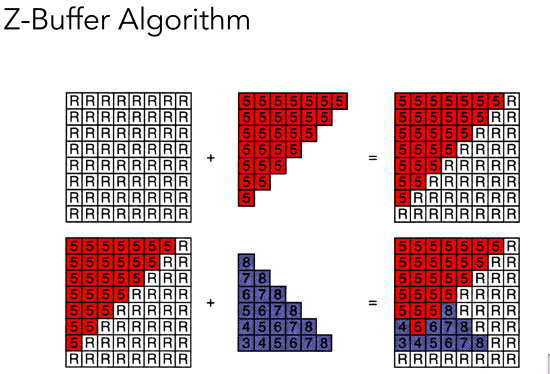 Z-Buffer Algorithm
R R R R R R R R 5 5 5 5 5 5 5 5 5 5 5 5 5 5 R
R R R R R R R R 5 5 5 5 5 5 5 5 5 5 5 5 R R
R R R R R R R R 5 5 5 5 5 5 5 5 5 5 R R R
R R R R R R R R + 5 5 5 5 = 5 5 5 5 R R R R
R R R R R R R R 5 5 5 5 5 5 R R R R R
R R R R R R R R 5 5 5 5 R R R R R R
R R R R R R R R 5 5 R R R R R R R
R R R R R R R R R R R R R R R R
5 5 5 5 5 5 5 R 5 5 5 5 5 5 5 R
5 5 5 5 5 5 R R 8 5 5 5 5 5 5 R R
5 5 5 5 5 R R R 7 8 5 5 5 5 5 R R R
5 5 5 5 R R R R + 6 7 8 = 5 5 5 5 R R R R
5 5 5 R R R R R 5 6 7 8 5 5 5 8 R R R R
5 5 R R R R R R 4 5 6 7 8 4 5 6 7 8 R R R
5 R R R R R R R 3 4 5 6 7 8 3 4 5 6 7 8 R R
R R R R R R R R R R R R R R R R